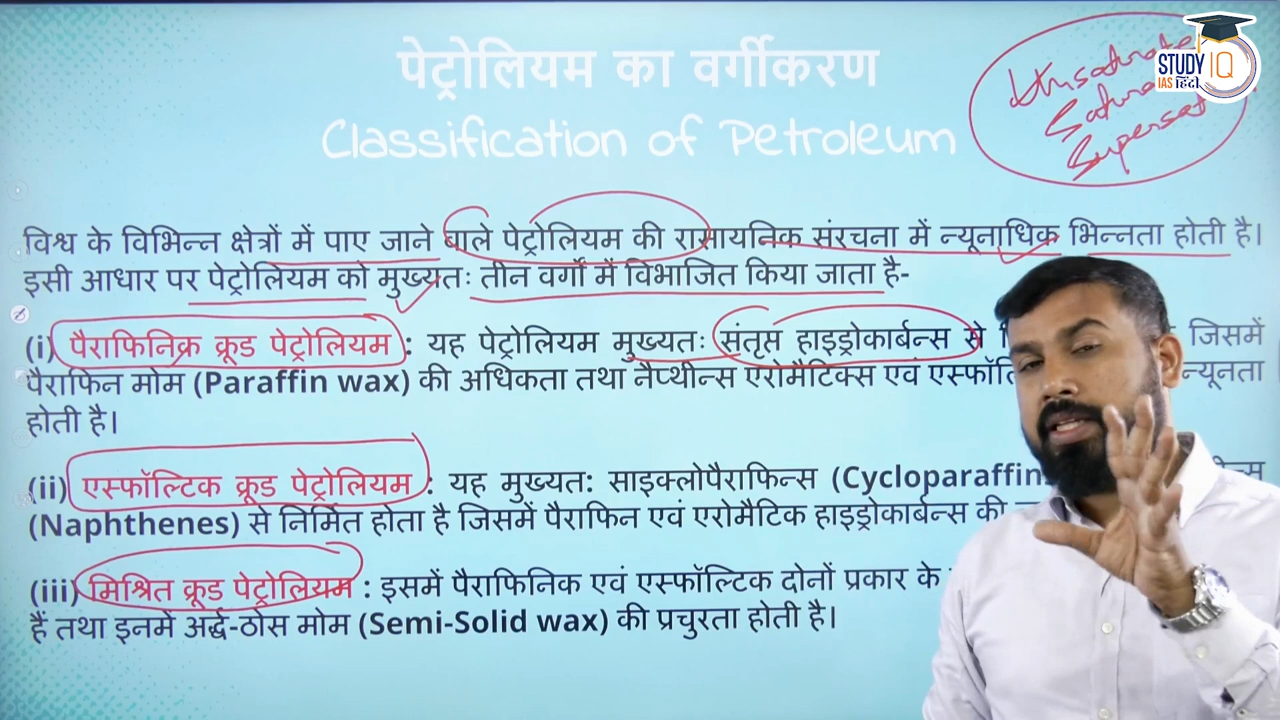 पेट्रोलियम का वर्गीकरण
Classification of Petroleum
STUDY IQ
IAS हिंदी
विश्व के विभिन्न क्षेत्रों में पाए जाने वाले पेट्रोलियम की रासायनिक संरचना में न्यूनाधिक भिन्नता होती है।
इसी आधार पर पेट्रोलियम को मुख्यतः तीन वर्गों में विभाजित किया जाता है-
(i) पैराफिनिक क्रूड पेट्रोलियम : यह पेट्रोलियम मुख्यतः संतृप्त हाइड्रोकार्बन्स से जिसमें
पैराफिन मोम (Paraffin wax) की अधिकता तथा नैप्थीन्स एरोमैटिक्स एवं न्यूनता
होती है।
(ii) एस्फॉल्टिक क्रूड पेट्रोलियम : यह मुख्यत: साइक्लोपैराफिन्स (Cycloparaffins
(Naphthenes) से निर्मित होता है जिसमें पैराफिन एवं एरोमैटिक हाइड्रोकार्बन्स की
(iii) मिश्रित क्रूड पेट्रोलियम : इसमें पैराफिनिक एवं एस्फॉल्टिक दोनों प्रकार के
हैं तथा इनमें अर्द्ध-ठोस मोम (Semi-Solid wax) की प्रचुरता होती है।